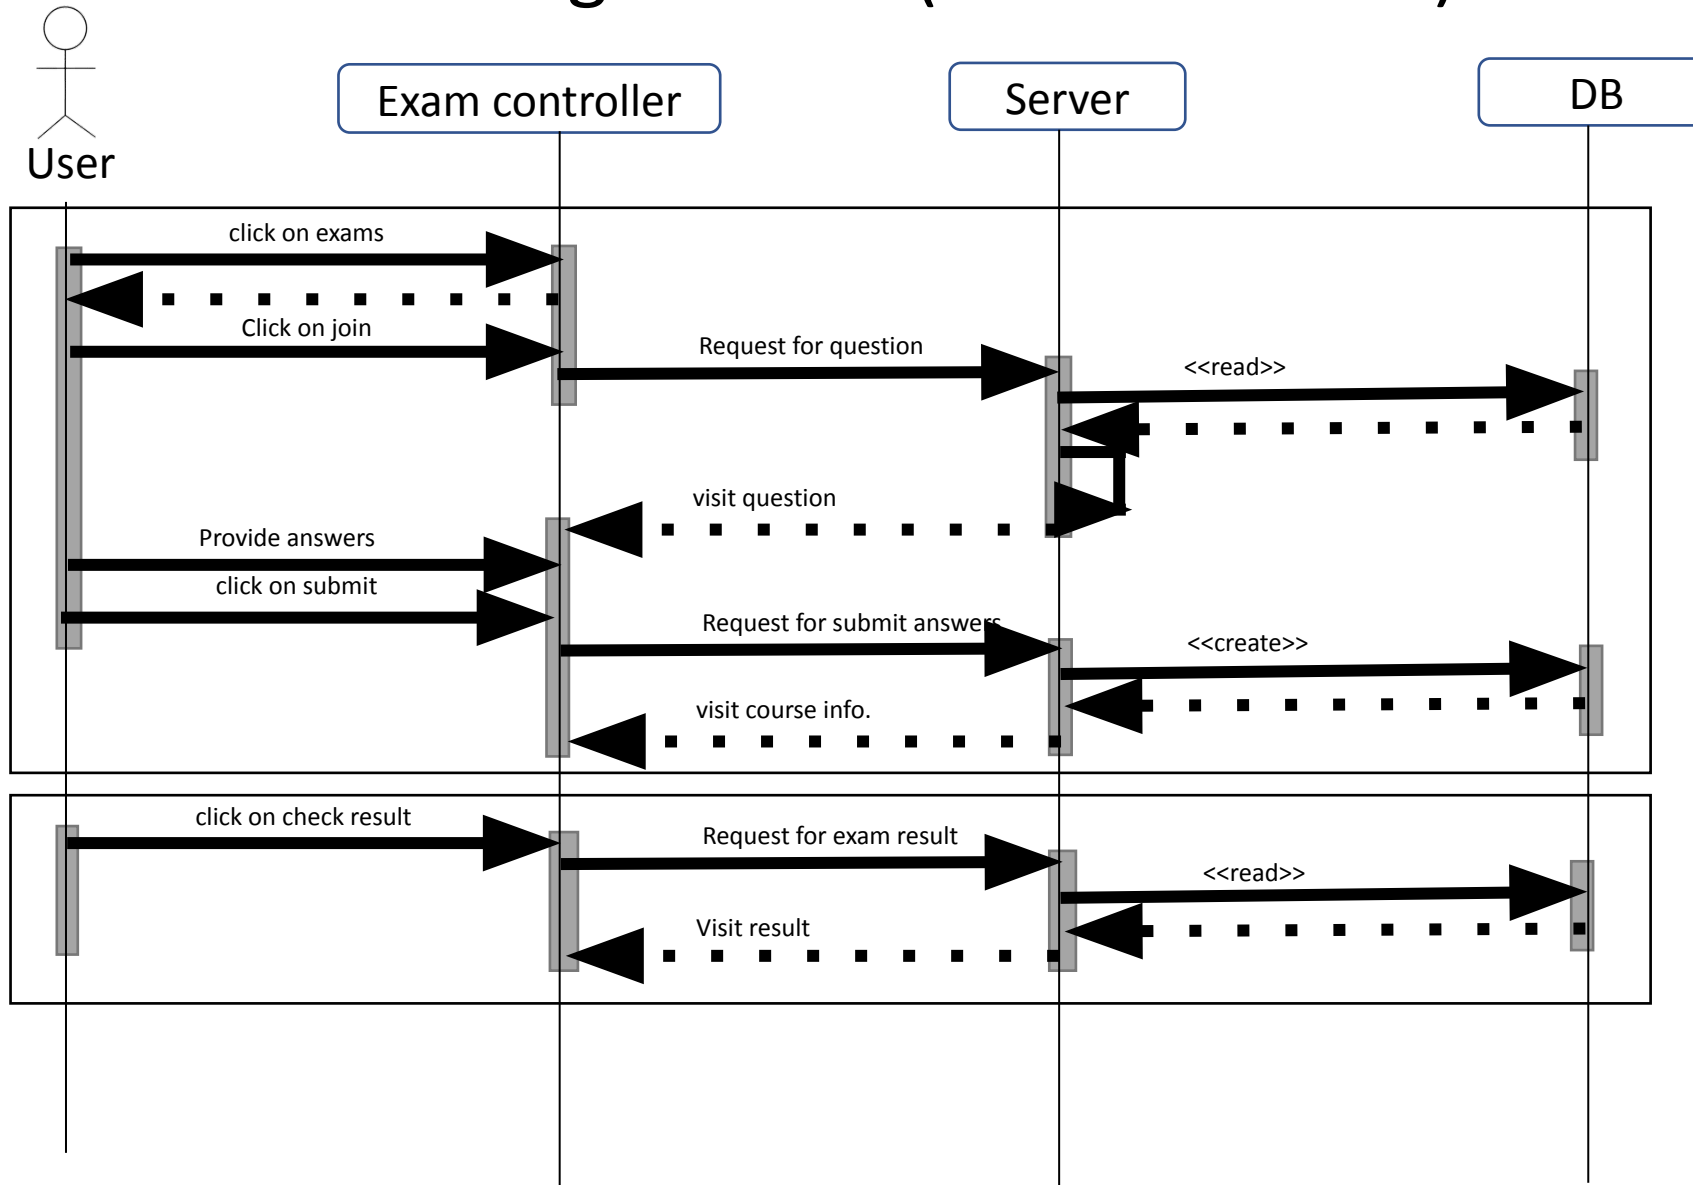 Exam controller
Server
DB
User
click on exams
Click on join
Request for question
<<read>>
visit question
Provide answers
click on submit
Request for submit answers
<<create>>
visit course info.
click on check result
Request for exam result
<<read>>
Visit result